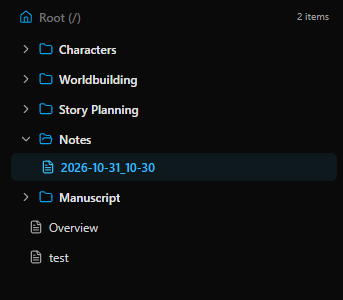 Root (/)
2 items
Characters
Worldbuilding
Story Planning
Notes
2026-10-31_10-30
Manuscript
Overview
test